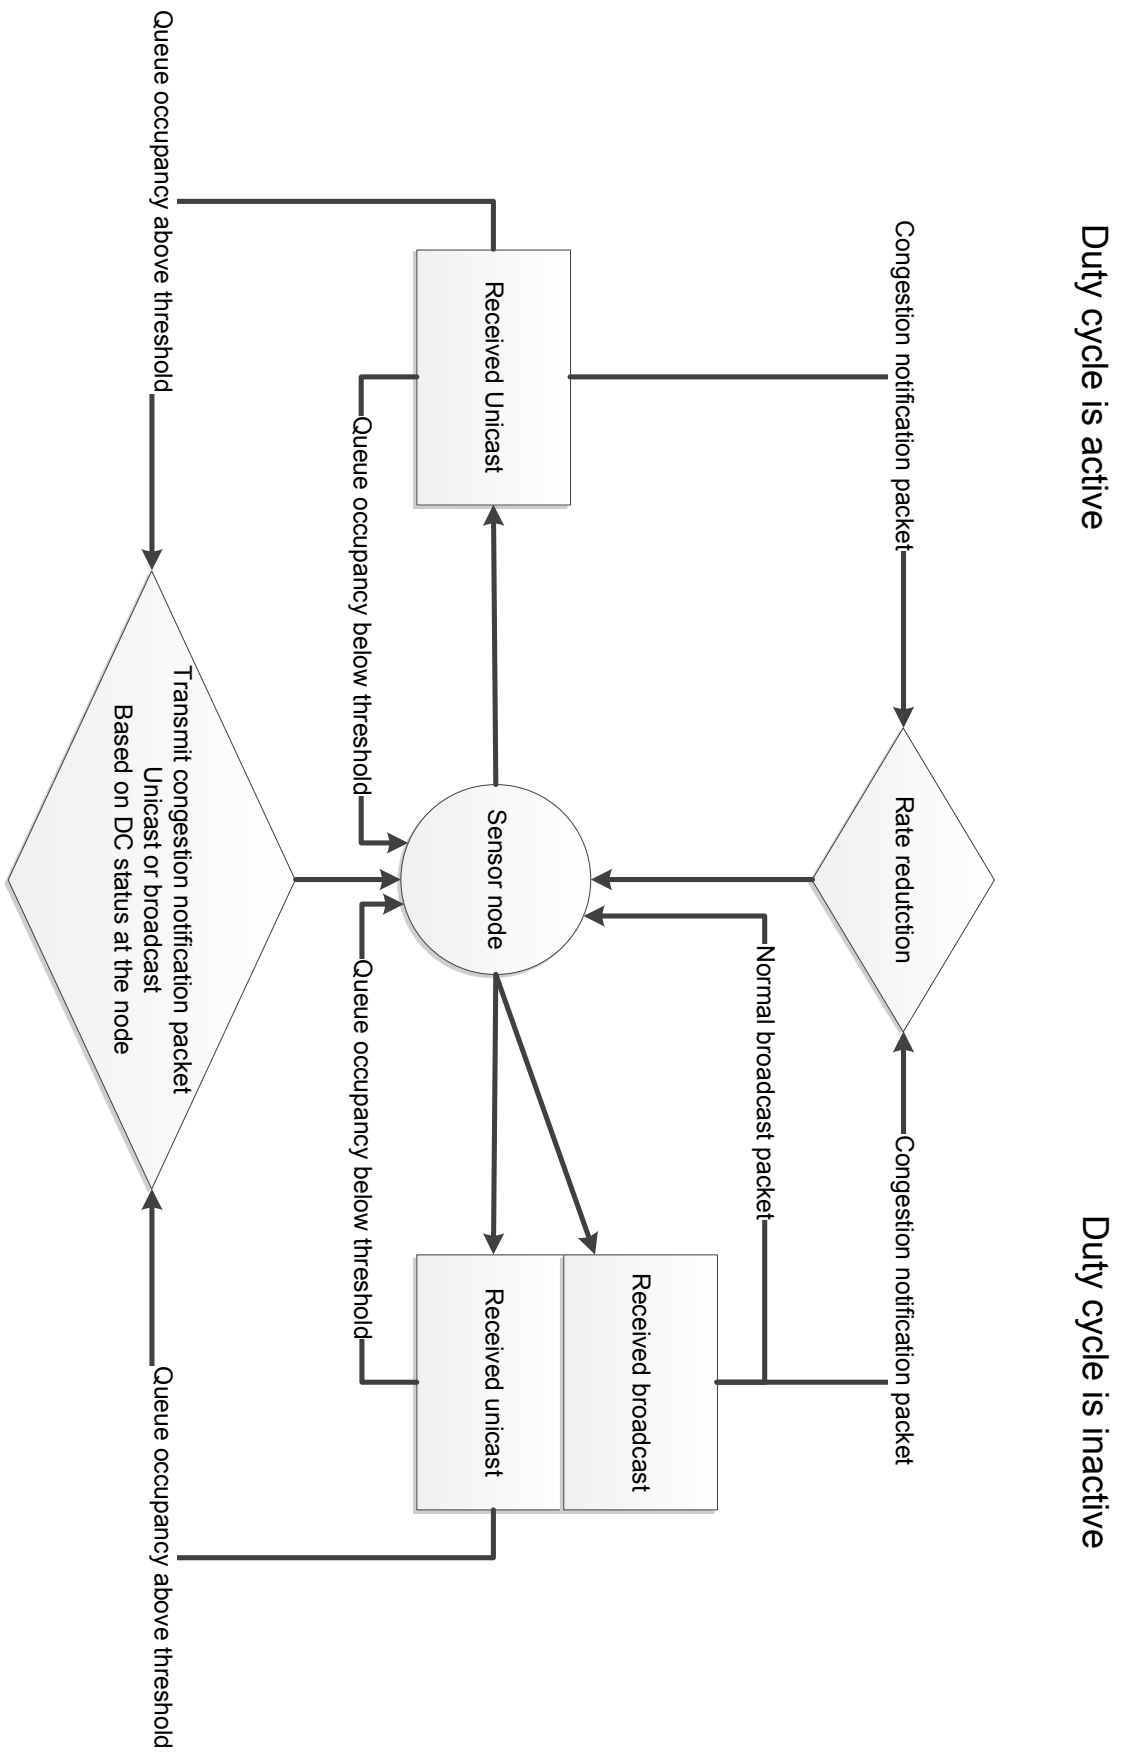 Duty cycle is active
Duty cycle is inactive
Congestion notification packet
Rate redutction
Congestion notification packet
Normal broadcast packet
Received broadcast
Received Unicast
Sensor node
Received unicast
Queue occupancy below threshold
Queue occupancy below threshold
Queue occupancy above threshold
Transmit congestion notification packet
Unicast or broadcast
Based on DC status at the node
Queue occupancy above threshold